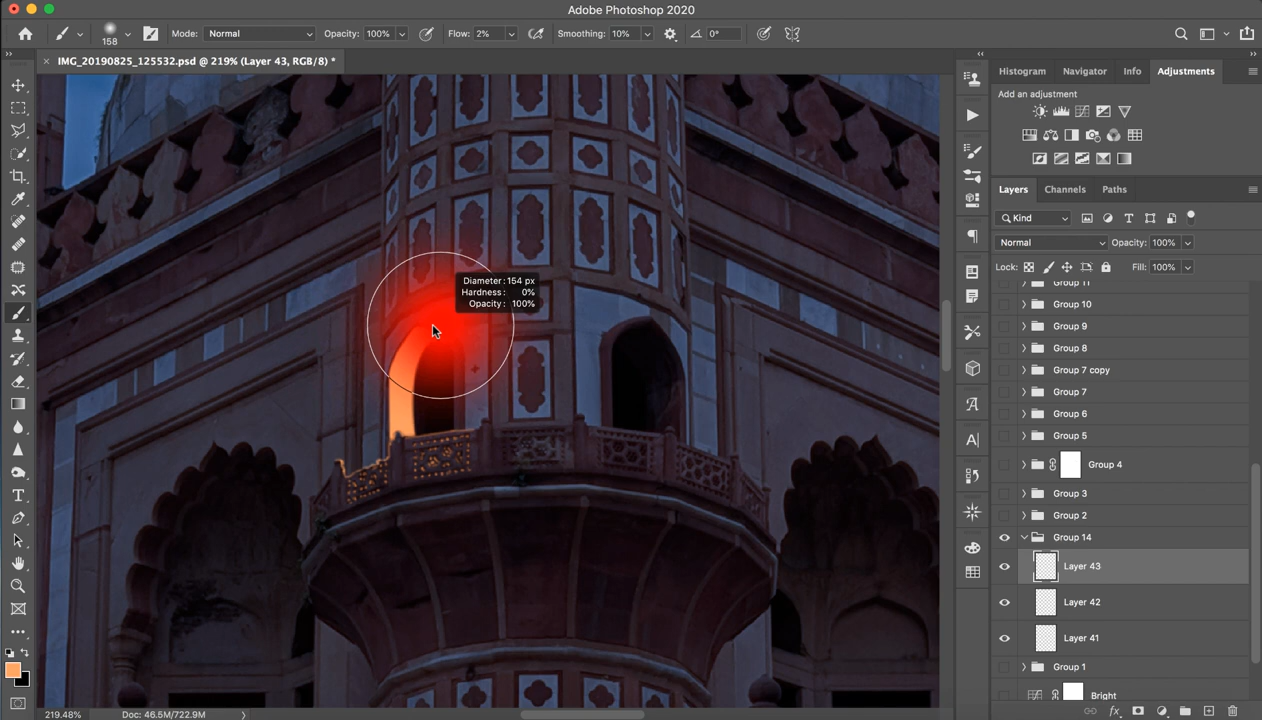 Adobe Photoshop 2020
158
Mode: Normal
Opacity: 100%
Flow: 2%
Smoothing: 10%
0°
IMG_20190825_125532.psd @ 219% (Layer 43, RGB/8) *
Histogram Navigator Info Adjustments
Add an adjustment
Layers Channels Paths
Kind
Normal Opacity: 100%
Lock: Fill: 100%
Group 11
Group 10
Group 9
Group 8
Group 7 copy
Group 7
Group 6
Group 5
Group 4
Group 3
Group 2
Group 14
Layer 43
Layer 42
Layer 41
Group 1
Bright
Diameter: 154 px
Hardness: 0%
Opacity: 100%
219.48% Doc: 46.5M/722.9M